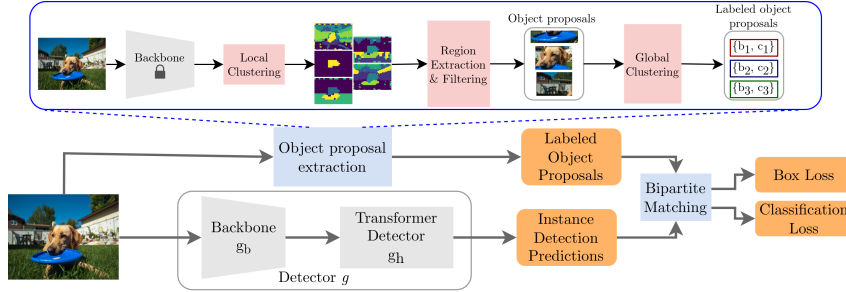 Object proposals
Labeled object
proposals
Backbone
Local
Clustering
Region
Extraction
& Filtering
Global
Clustering
{b₁, c₁}
{b₂, c₂}
{b₃, c₃}
Object proposal
extraction
Labeled
Object
Proposals
Bipartite
Matching
Box Loss
Classification
Loss
Backbone
g_b
Transformer
Detector
g_h
Instance
Detection
Predictions
Detector g